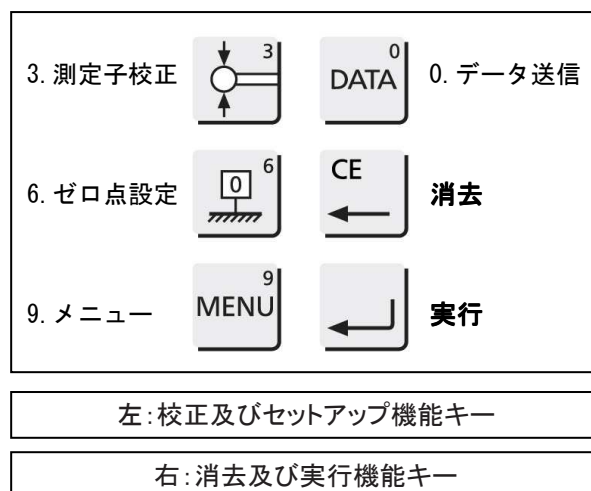 3. 測定子校正
3
0
DATA
0. データ送信
6. ゼロ点設定
6
0
CE
消去
9. メニュー
9
MENU
実行
左:校正及びセットアップ機能キー
右:消去及び実行機能キー